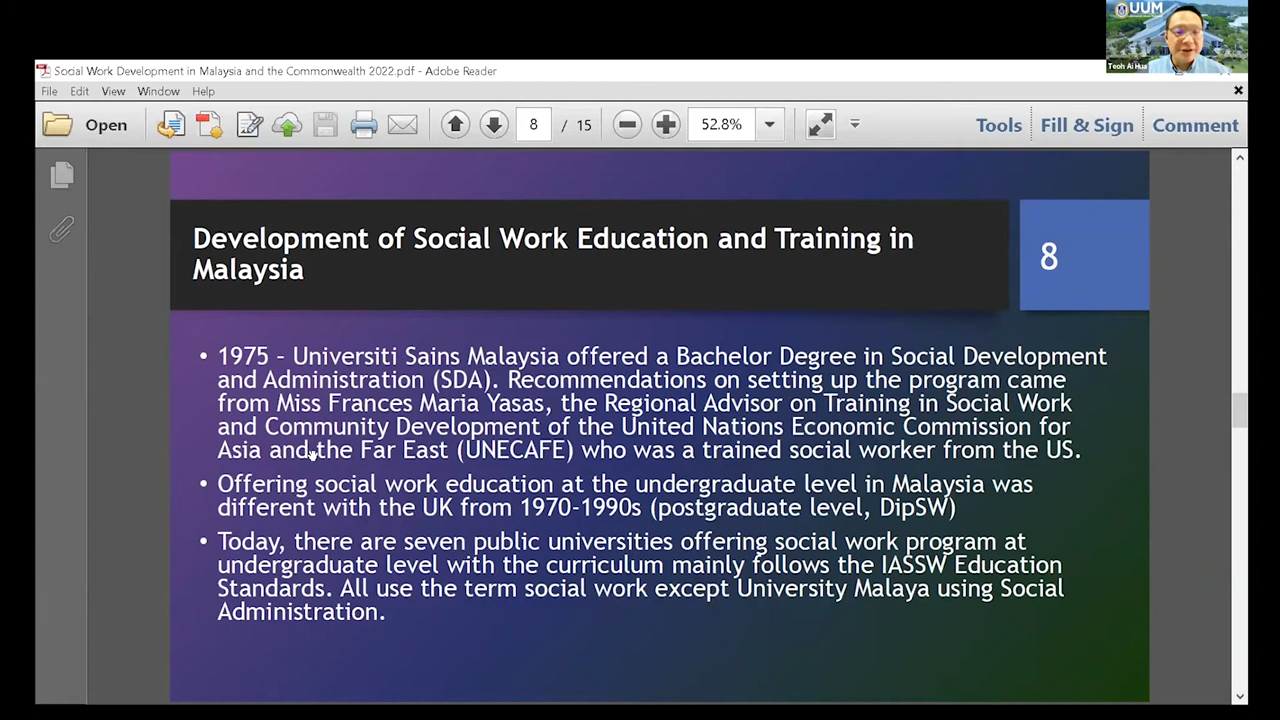 UUM
Teoh Ai Hua
Social Work Development in Malaysia and the Commonwealth 2022.pdf - Adobe Reader
File Edit View Window Help
Open 8 / 15 52.8% Tools Fill & Sign Comment
Development of Social Work Education and Training in
Malaysia
8
• 1975 – Universiti Sains Malaysia offered a Bachelor Degree in Social Development
and Administration (SDA). Recommendations on setting up the program came
from Miss Frances Maria Yasas, the Regional Advisor on Training in Social Work
and Community Development of the United Nations Economic Commission for
Asia and the Far East (UNECAFE) who was a trained social worker from the US.
• Offering social work education at the undergraduate level in Malaysia was
different with the UK from 1970-1990s (postgraduate level, DipSW)
• Today, there are seven public universities offering social work program at
undergraduate level with the curriculum mainly follows the IASSW Education
Standards. All use the term social work except University Malaya using Social
Administration.